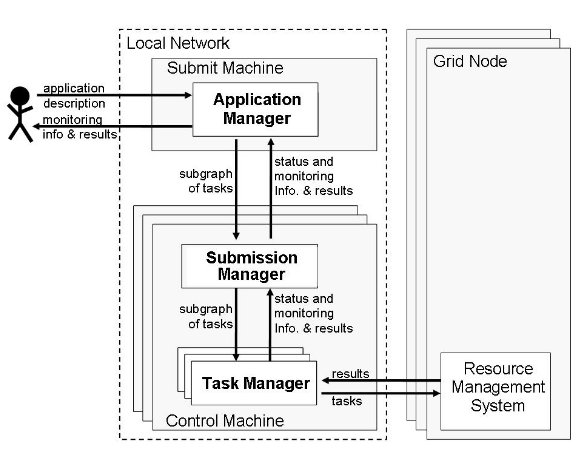 Local Network
Submit Machine
Grid Node
application
description
monitoring
info & results
Application
Manager
subgraph
of tasks
status and
monitoring
Info. & results
Submission
Manager
subgraph
of tasks
status and
monitoring
Info. & results
Task Manager
results
tasks
Resource
Management
System
Control Machine